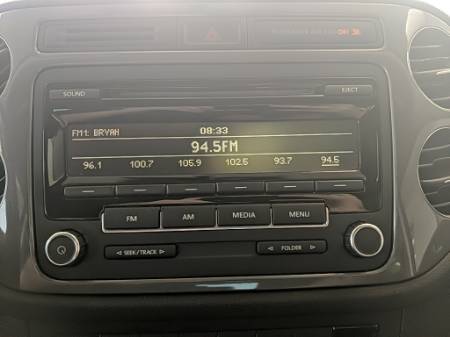 SOUND
EJECT
FM1: BRYAN 08:33
94.5FM
96.1 100.7 105.9 102.5 93.7 94.5
FM AM MEDIA MENU
SEEK/TRACK FOLDER